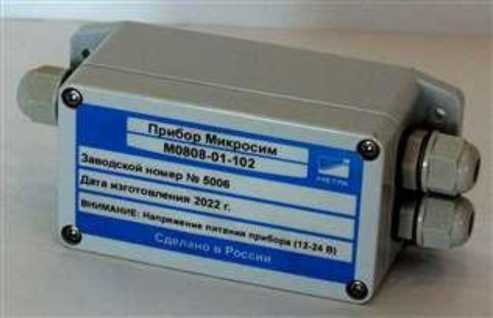 Прибор Микросим
М0808-01-102
Заводской номер № 5006
Дата изготовления 2022 г.
ВНИМАНИЕ: Напряжение питания прибора (12-24 В)
Сделано в России